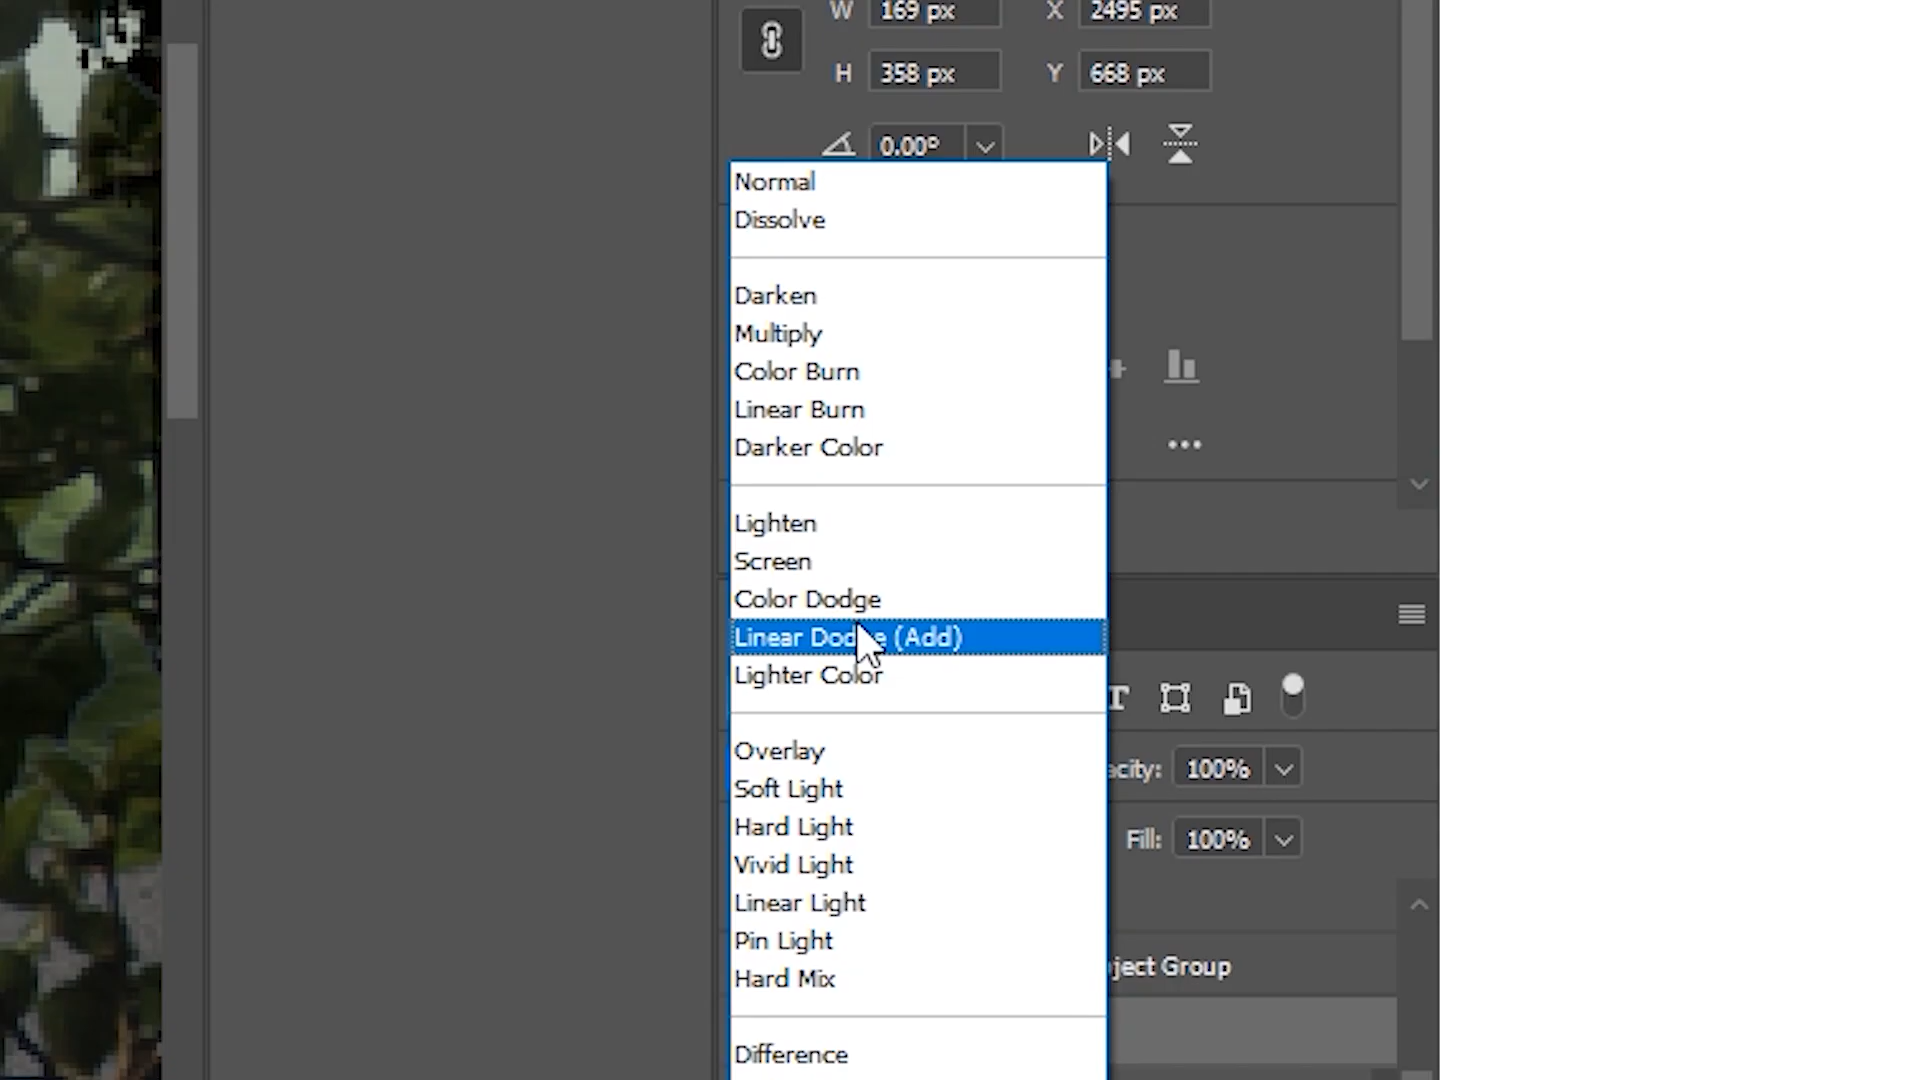 W 169 px X 2495 px
H 358 px Y 668 px
0.00°
Normal
Dissolve
Darken
Multiply
Color Burn
Linear Burn
Darker Color
Lighten
Screen
Color Dodge
Linear Dodge (Add)
Lighter Color
Overlay
acity: 100%
Soft Light
Hard Light
Fill: 100%
Vivid Light
Linear Light
Pin Light
ject Group
Hard Mix
Difference